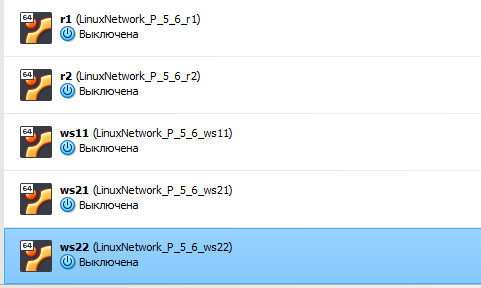 64
r1 (LinuxNetwork_P_5_6_r1)
Выключена
64
r2 (LinuxNetwork_P_5_6_r2)
Выключена
64
ws11 (LinuxNetwork_P_5_6_ws11)
Выключена
64
ws21 (LinuxNetwork_P_5_6_ws21)
Выключена
64
ws22 (LinuxNetwork_P_5_6_ws22)
Выключена